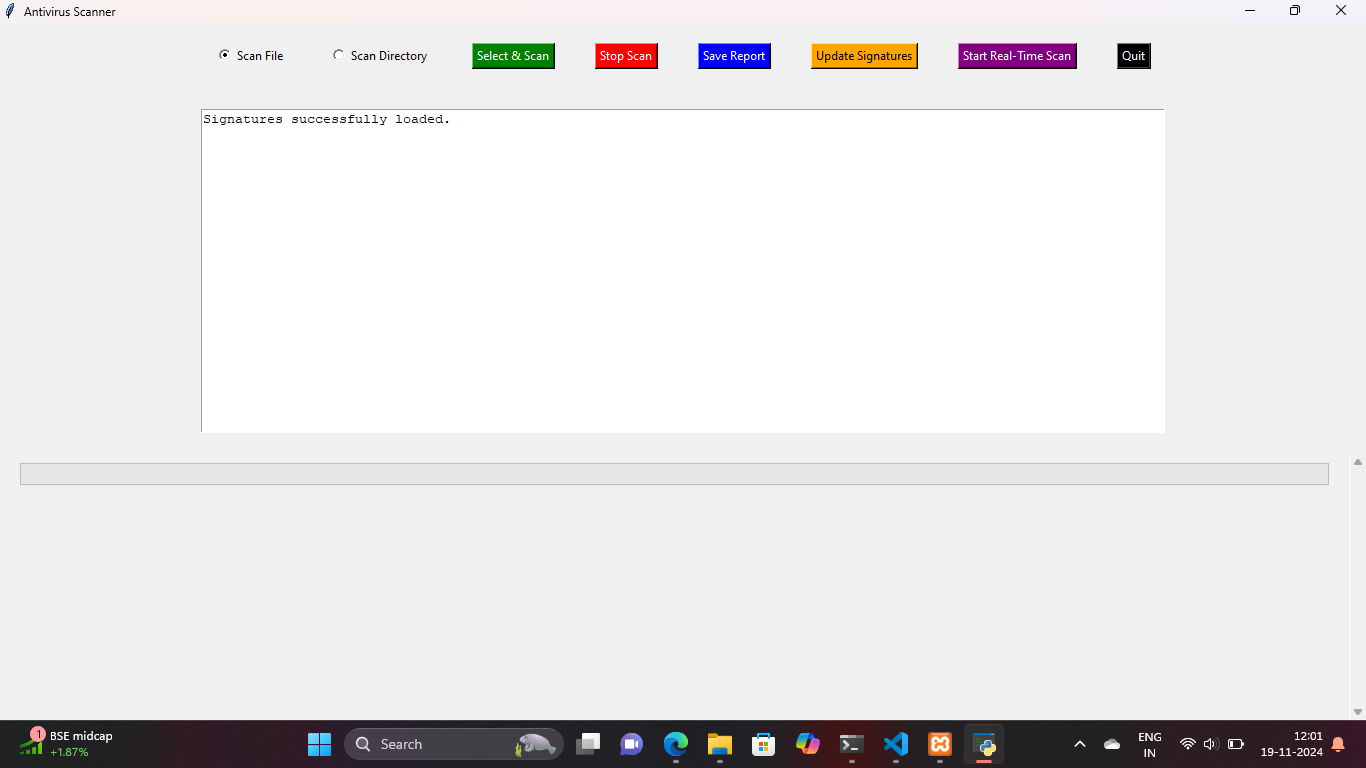 Antivirus Scanner
Scan File
Scan Directory
Select & Scan
Stop Scan
Save Report
Update Signatures
Start Real-Time Scan
Quit
Signatures successfully loaded.
1
BSE midcap
+1.87%
Search
ENG
IN
12:01
19-11-2024